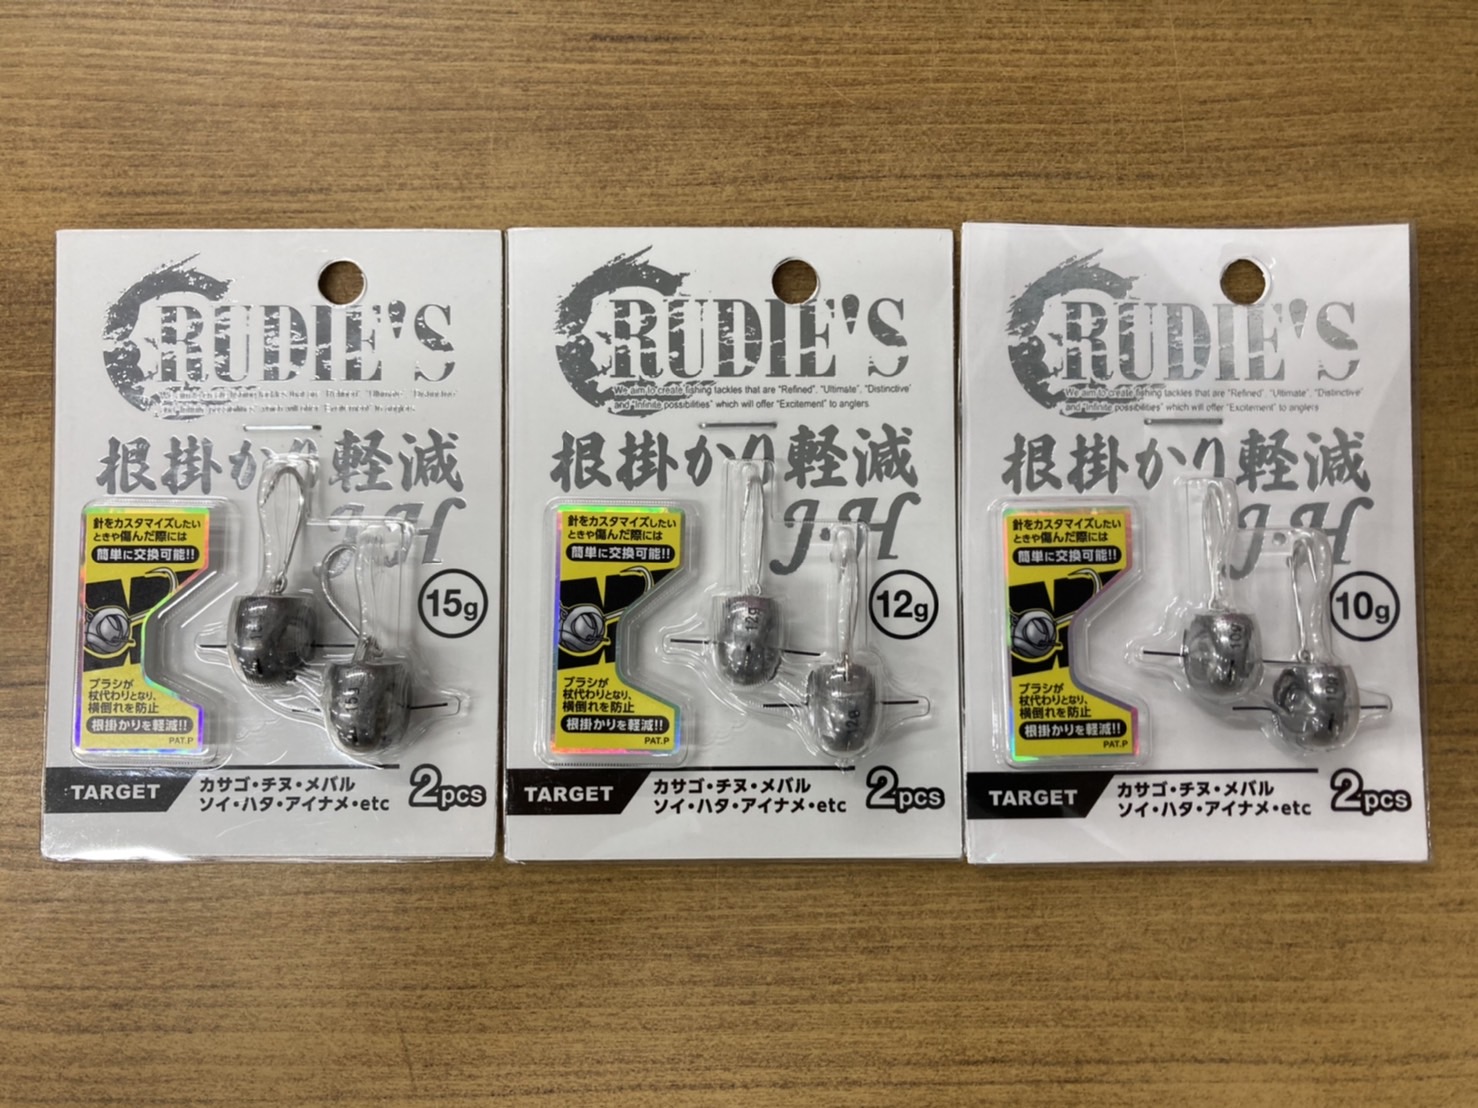 RUDIE'S
We aim to create fishing tackles that are "Refined", "Ultimate", "Distinctive"
and "Infinite possibilities" which will offer "Excitement" to anglers
根掛かり軽減
J.H
針をカスタマイズしたい
ときや傷んだ際には
簡単に交換可能!!
15g
ブラシが
杖代わりとなり、
横倒れを防止
根掛かりを軽減!!
PAT.P
TARGET
カサゴ・チヌ・メバル
ソイ・ハタ・アイナメ・etc
2pcs
RUDIE'S
We aim to create fishing tackles that are "Refined", "Ultimate", "Distinctive"
and "Infinite possibilities" which will offer "Excitement" to anglers
根掛かり軽減
J.H
針をカスタマイズしたい
ときや傷んだ際には
簡単に交換可能!!
12g
12g
ブラシが
杖代わりとなり、
横倒れを防止
根掛かりを軽減!!
PAT.P
TARGET
カサゴ・チヌ・メバル
ソイ・ハタ・アイナメ・etc
2pcs
RUDIE'S
We aim to create fishing tackles that are "Refined", "Ultimate", "Distinctive"
and "Infinite possibilities" which will offer "Excitement" to anglers
根掛かり軽減
J.H
針をカスタマイズしたい
ときや傷んだ際には
簡単に交換可能!!
10g
10g
ブラシが
杖代わりとなり、
横倒れを防止
根掛かりを軽減!!
PAT.P
TARGET
カサゴ・チヌ・メバル
ソイ・ハタ・アイナメ・etc
2pcs